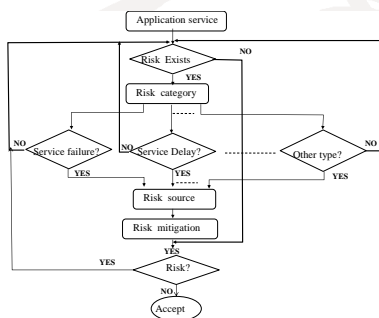 Application service
Risk Exists
NO
YES
Risk category
NO
Service failure?
NO
Service Delay?
Other type?
YES
YES
YES
Risk source
Risk mitigation
YES
YES
Risk?
NO
Accept